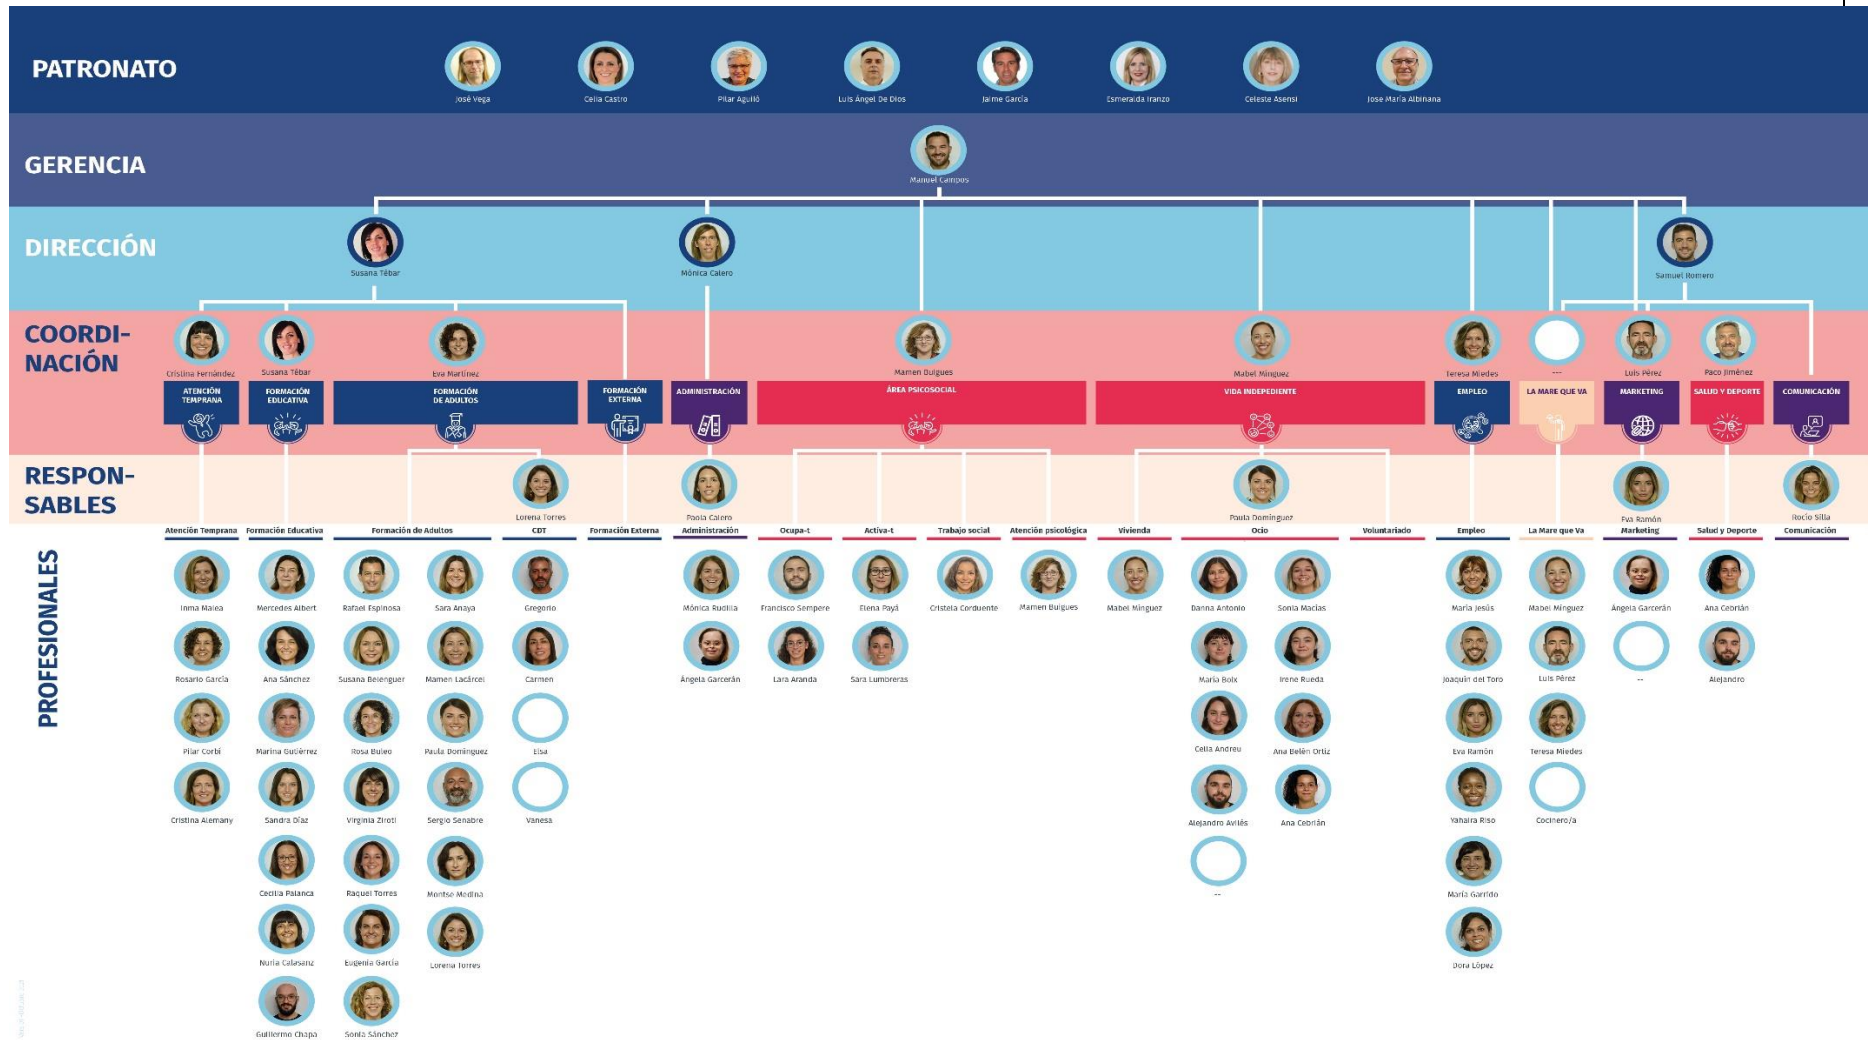 PATRONATO
José Vega
Celia Castro
Pilar Aguiló
Luis Ángel De Dios
Jaime García
Esmeralda Iranzo
Celeste Asensi
Jose María Albinana
GERENCIA
Manuel Campos
DIRECCIÓN
Susana Tébar
Mónica Calero
Samuel Romero
COORDI-
NACIÓN
Cristina Fernández
Susana Tébar
Eva Martínez
Mamen Buigues
Mabel Mínguez
Teresa Miedes
---
Luis Pérez
Paco Jiménez
ATENCIÓN
TEMPRANA
FORMACIÓN
EDUCATIVA
FORMACIÓN
DE ADULTOS
FORMACIÓN
EXTERNA
ADMINISTRACIÓN
ÁREA PSICOSOCIAL
VIDA INDEPEDIENTE
EMPLEO
LA MARE QUE VA
MARKETING
SALUD Y DEPORTE
COMUNICACIÓN
RESPON-
SABLES
Lorena Torres
Paola Calero
Paula Domínguez
Eva Ramón
Rocío Silla
PROFESIONALES
Atención Temprana
Formación Educativa
Formación de Adultos
CDT
Formación Externa
Administración
Ocupa-t
Activa-t
Trabajo social
Atención psicológica
Vivienda
Ocio
Voluntariado
Empleo
La Mare que Va
Marketing
Salud y Deporte
Comunicación
Inma Malea
Mercedes Albert
Rafael Espinosa
Sara Anaya
Gregorio
Mónica Rudilla
Francisco Sempere
Elena Payá
Cristela Corduente
Mamen Buigues
Mabel Mínguez
Danna Antonio
Sonia Macías
María Jesús
Mabel Mínguez
Ángela Garcerán
Ana Cebrián
Rosario García
Ana Sánchez
Susana Belenguer
Mamen Lacárcel
Carmen
Ángela Garcerán
Lara Aranda
Sara Lumbreras
María Boix
Irene Rueda
Joaquín del Toro
Luis Pérez
--
Alejandro
Pilar Corbí
Marina Gutiérrez
Rosa Buleo
Paula Domínguez
Elsa
Celia Andreu
Ana Belén Ortiz
Eva Ramón
Teresa Miedes
Cristina Alemany
Sandra Díaz
Virginia Ziroti
Sergio Senabre
Vanesa
Alejandro Avilés
Ana Cebrián
Yahaira Riso
Cocinero/a
Cecilia Palanca
Raquel Torres
Montse Medina
--
María Garrido
Nuria Calasanz
Eugenia García
Lorena Torres
Dora López
Guillermo Chapa
Sonia Sánchez